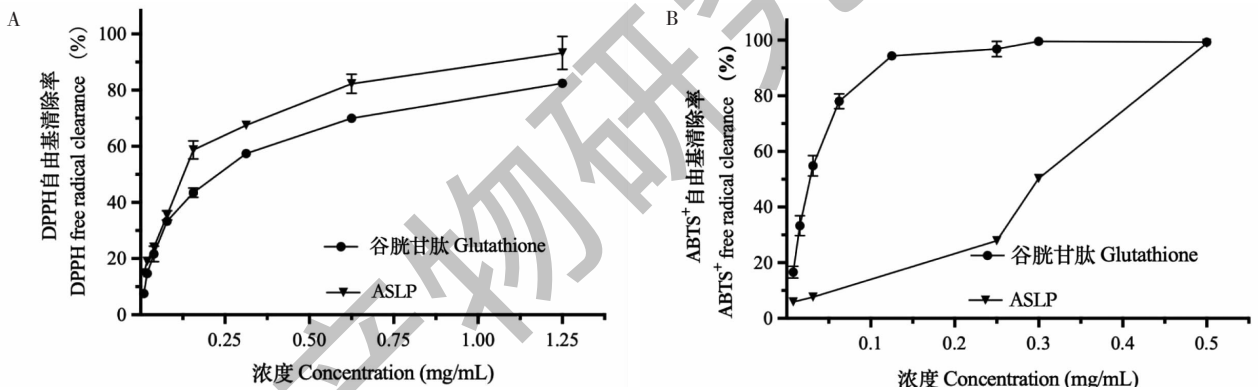 A
DPPH自由基清除率
DPPH free radical clearance (%)
100
80
60
40
20
0
0.25
0.50
0.75
1.00
1.25
谷胱甘肽 Glutathione
ASLP
浓度 Concentration (mg/mL)
B
ABTS⁺自由基清除率
ABTS⁺ free radical clearance (%)
100
80
60
40
20
0
0.1
0.2
0.3
0.4
0.5
谷胱甘肽 Glutathione
ASLP
浓度 Concentration (mg/mL)
物研究